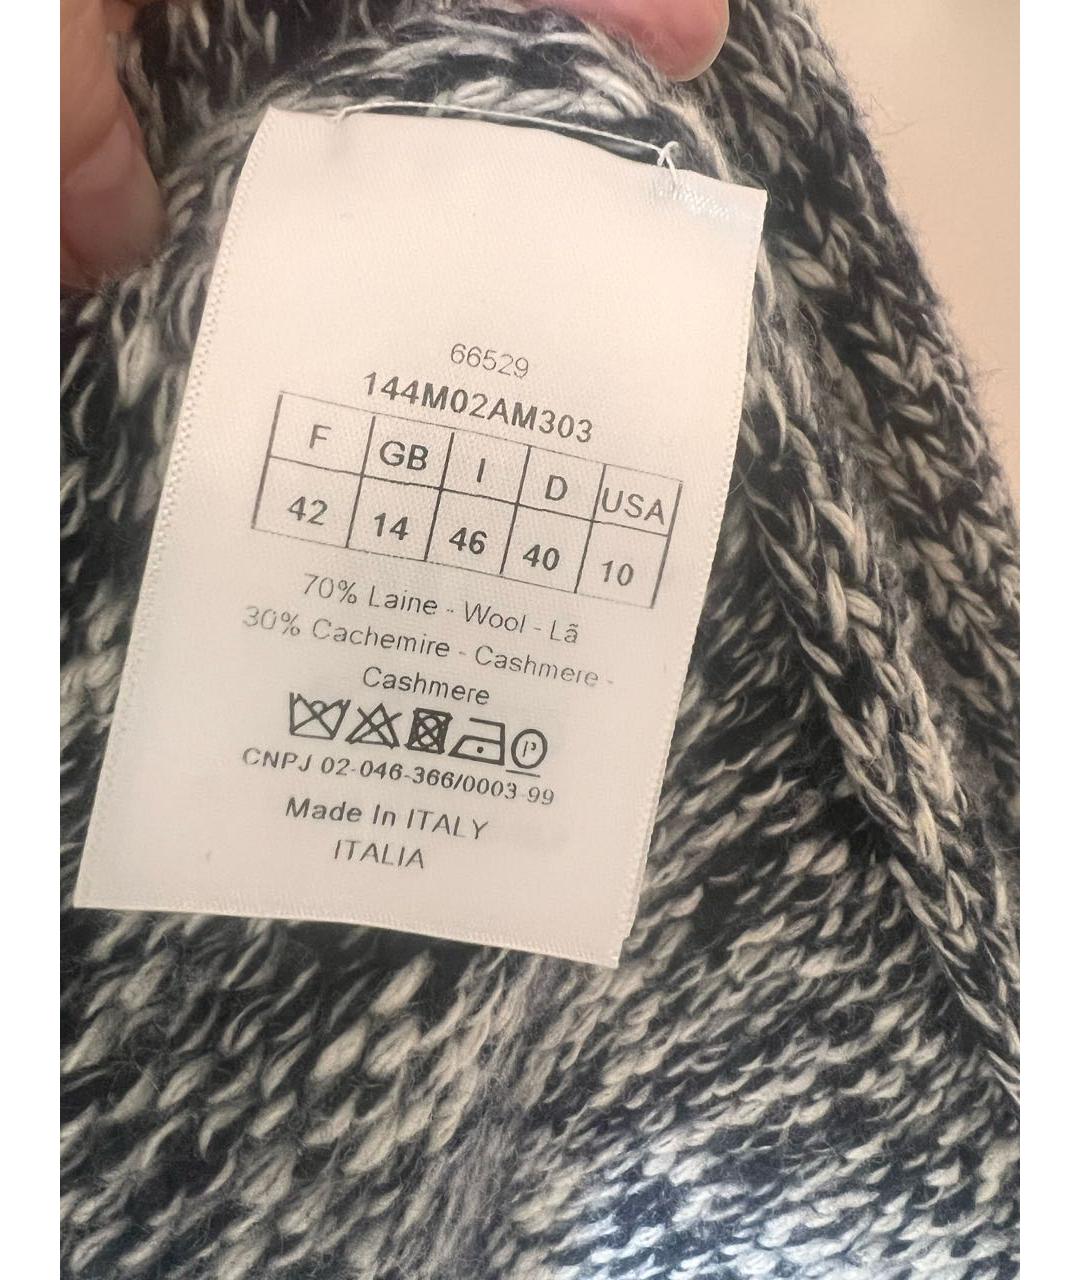 66529
144M02AM303
F GB I D USA
42 14 46 40 10
70% Laine - Wool - Lã
30% Cachemire - Cashmere -
Cashmere
P
CNPJ 02-046-366/0003-99
Made In ITALY
ITALIA